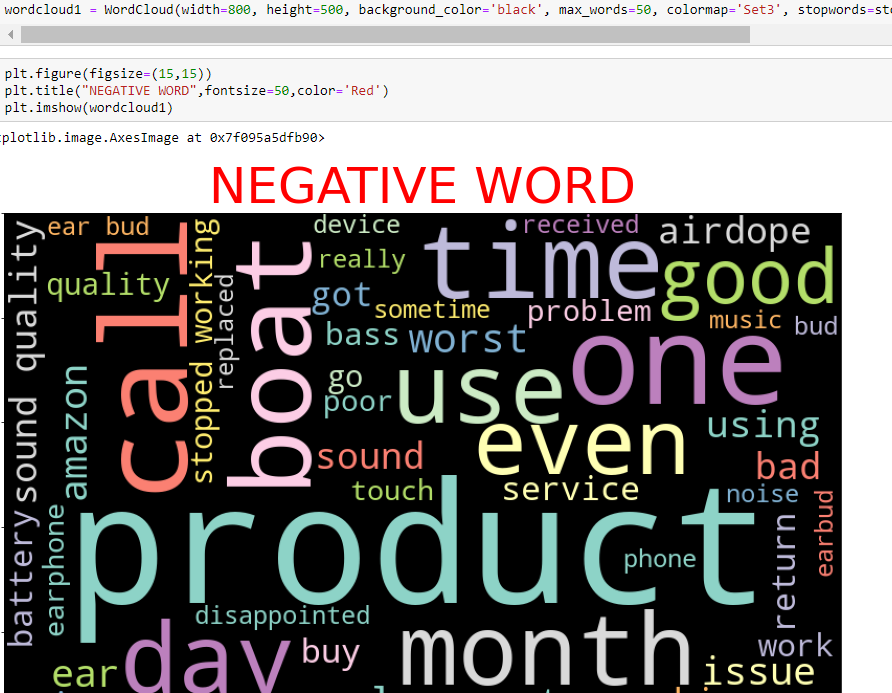 wordcloud1 = WordCloud(width=800, height=500, background_color='black', max_words=50, colormap='Set3', stopwords=sto
plt.figure(figsize=(15,15))
plt.title("NEGATIVE WORD",fontsize=50,color='Red')
plt.imshow(wordcloud1)
plotlib.image.AxesImage at 0x7f095a5dfb90>
NEGATIVE WORD
ear bud
device
received
airdope
time
really
good
quality
call
stopped working
replaced
boat
got
sometime
problem
music
bud
bass
worst
one
sound quality
go
poor
use
even
using
amazon
sound
bad
touch
service
noise
earbud
product
phone
return
battery
earphone
disappointed
day
buy
month
work
ear
issue